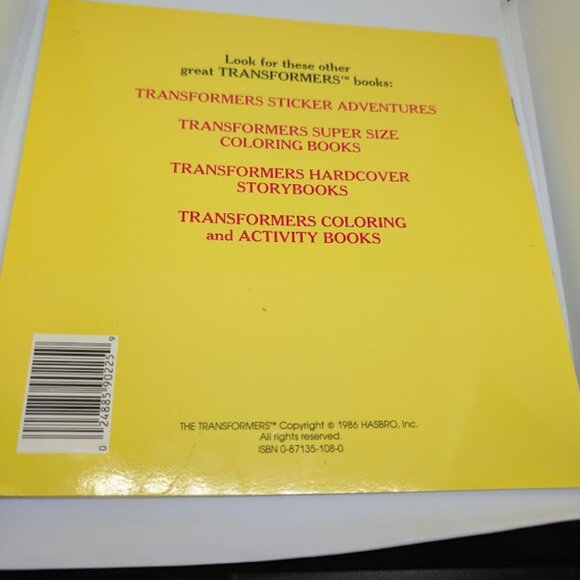 Look for these other
great TRANSFORMERS™ books:
TRANSFORMERS STICKER ADVENTURES
TRANSFORMERS SUPER SIZE
COLORING BOOKS
TRANSFORMERS HARDCOVER
STORYBOOKS
TRANSFORMERS COLORING
and ACTIVITY BOOKS
0 24885 90225 9
THE TRANSFORMERS™ Copyright © 1986 HASBRO, Inc.
All rights reserved.
ISBN 0-87135-108-0